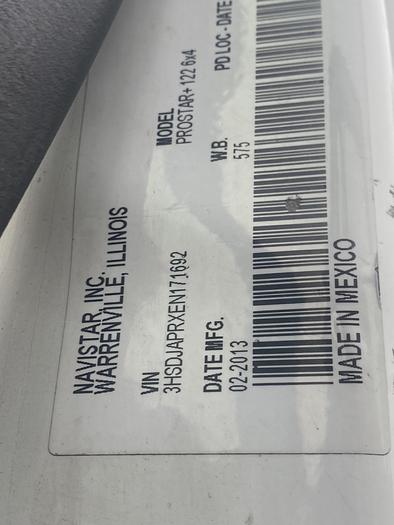 NAVISTAR, INC.
WARRENVILLE, ILLINOIS
VIN
3HSDJAPRXEN171692
MODEL
PROSTAR+ 122 6x4
DATE MFG.
02-2013
W.B.
575
PD LOC - DATE
MADE IN MEXICO